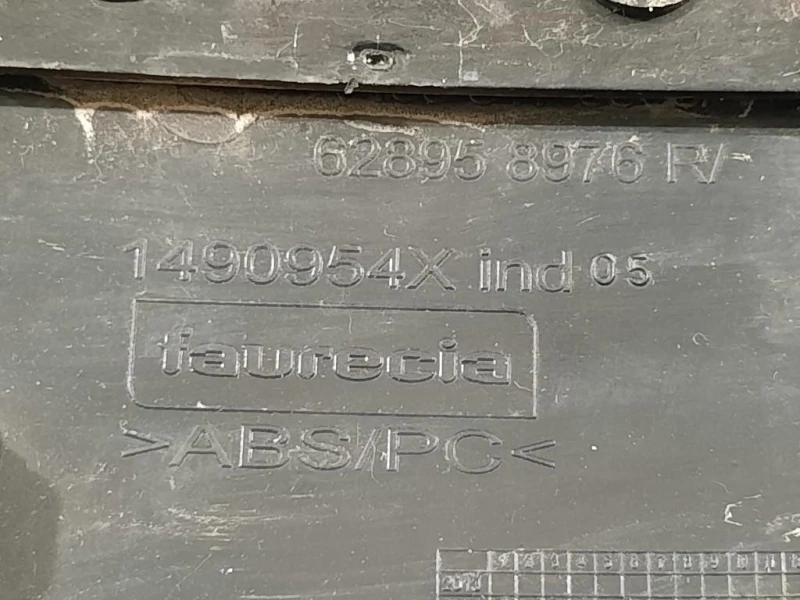 62895 8976 R/
1490954X ind 05
faurecia
>ABS/PC<